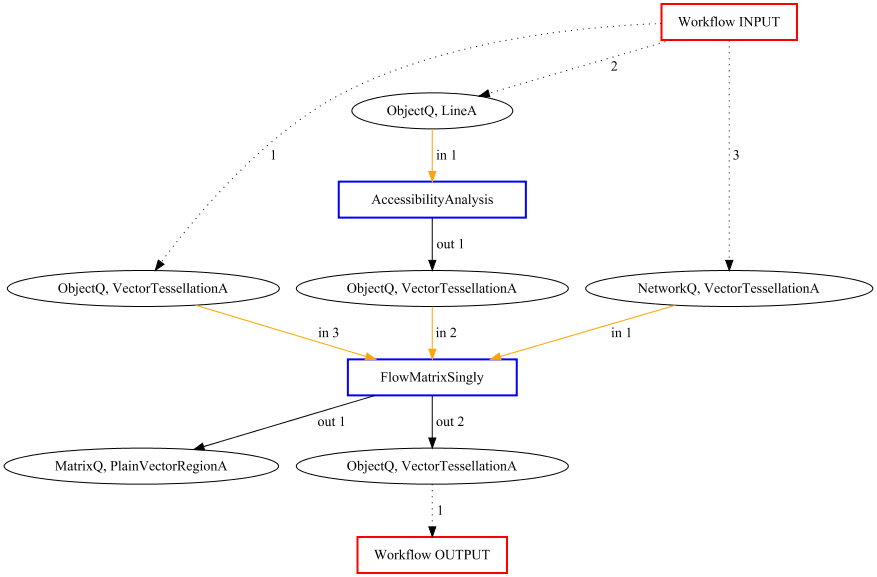 Workflow INPUT
2
ObjectQ, LineA
1
in 1
3
AccessibilityAnalysis
out 1
ObjectQ, VectorTessellationA
ObjectQ, VectorTessellationA
NetworkQ, VectorTessellationA
in 3
in 2
in 1
FlowMatrixSingly
out 1
out 2
MatrixQ, PlainVectorRegionA
ObjectQ, VectorTessellationA
1
Workflow OUTPUT